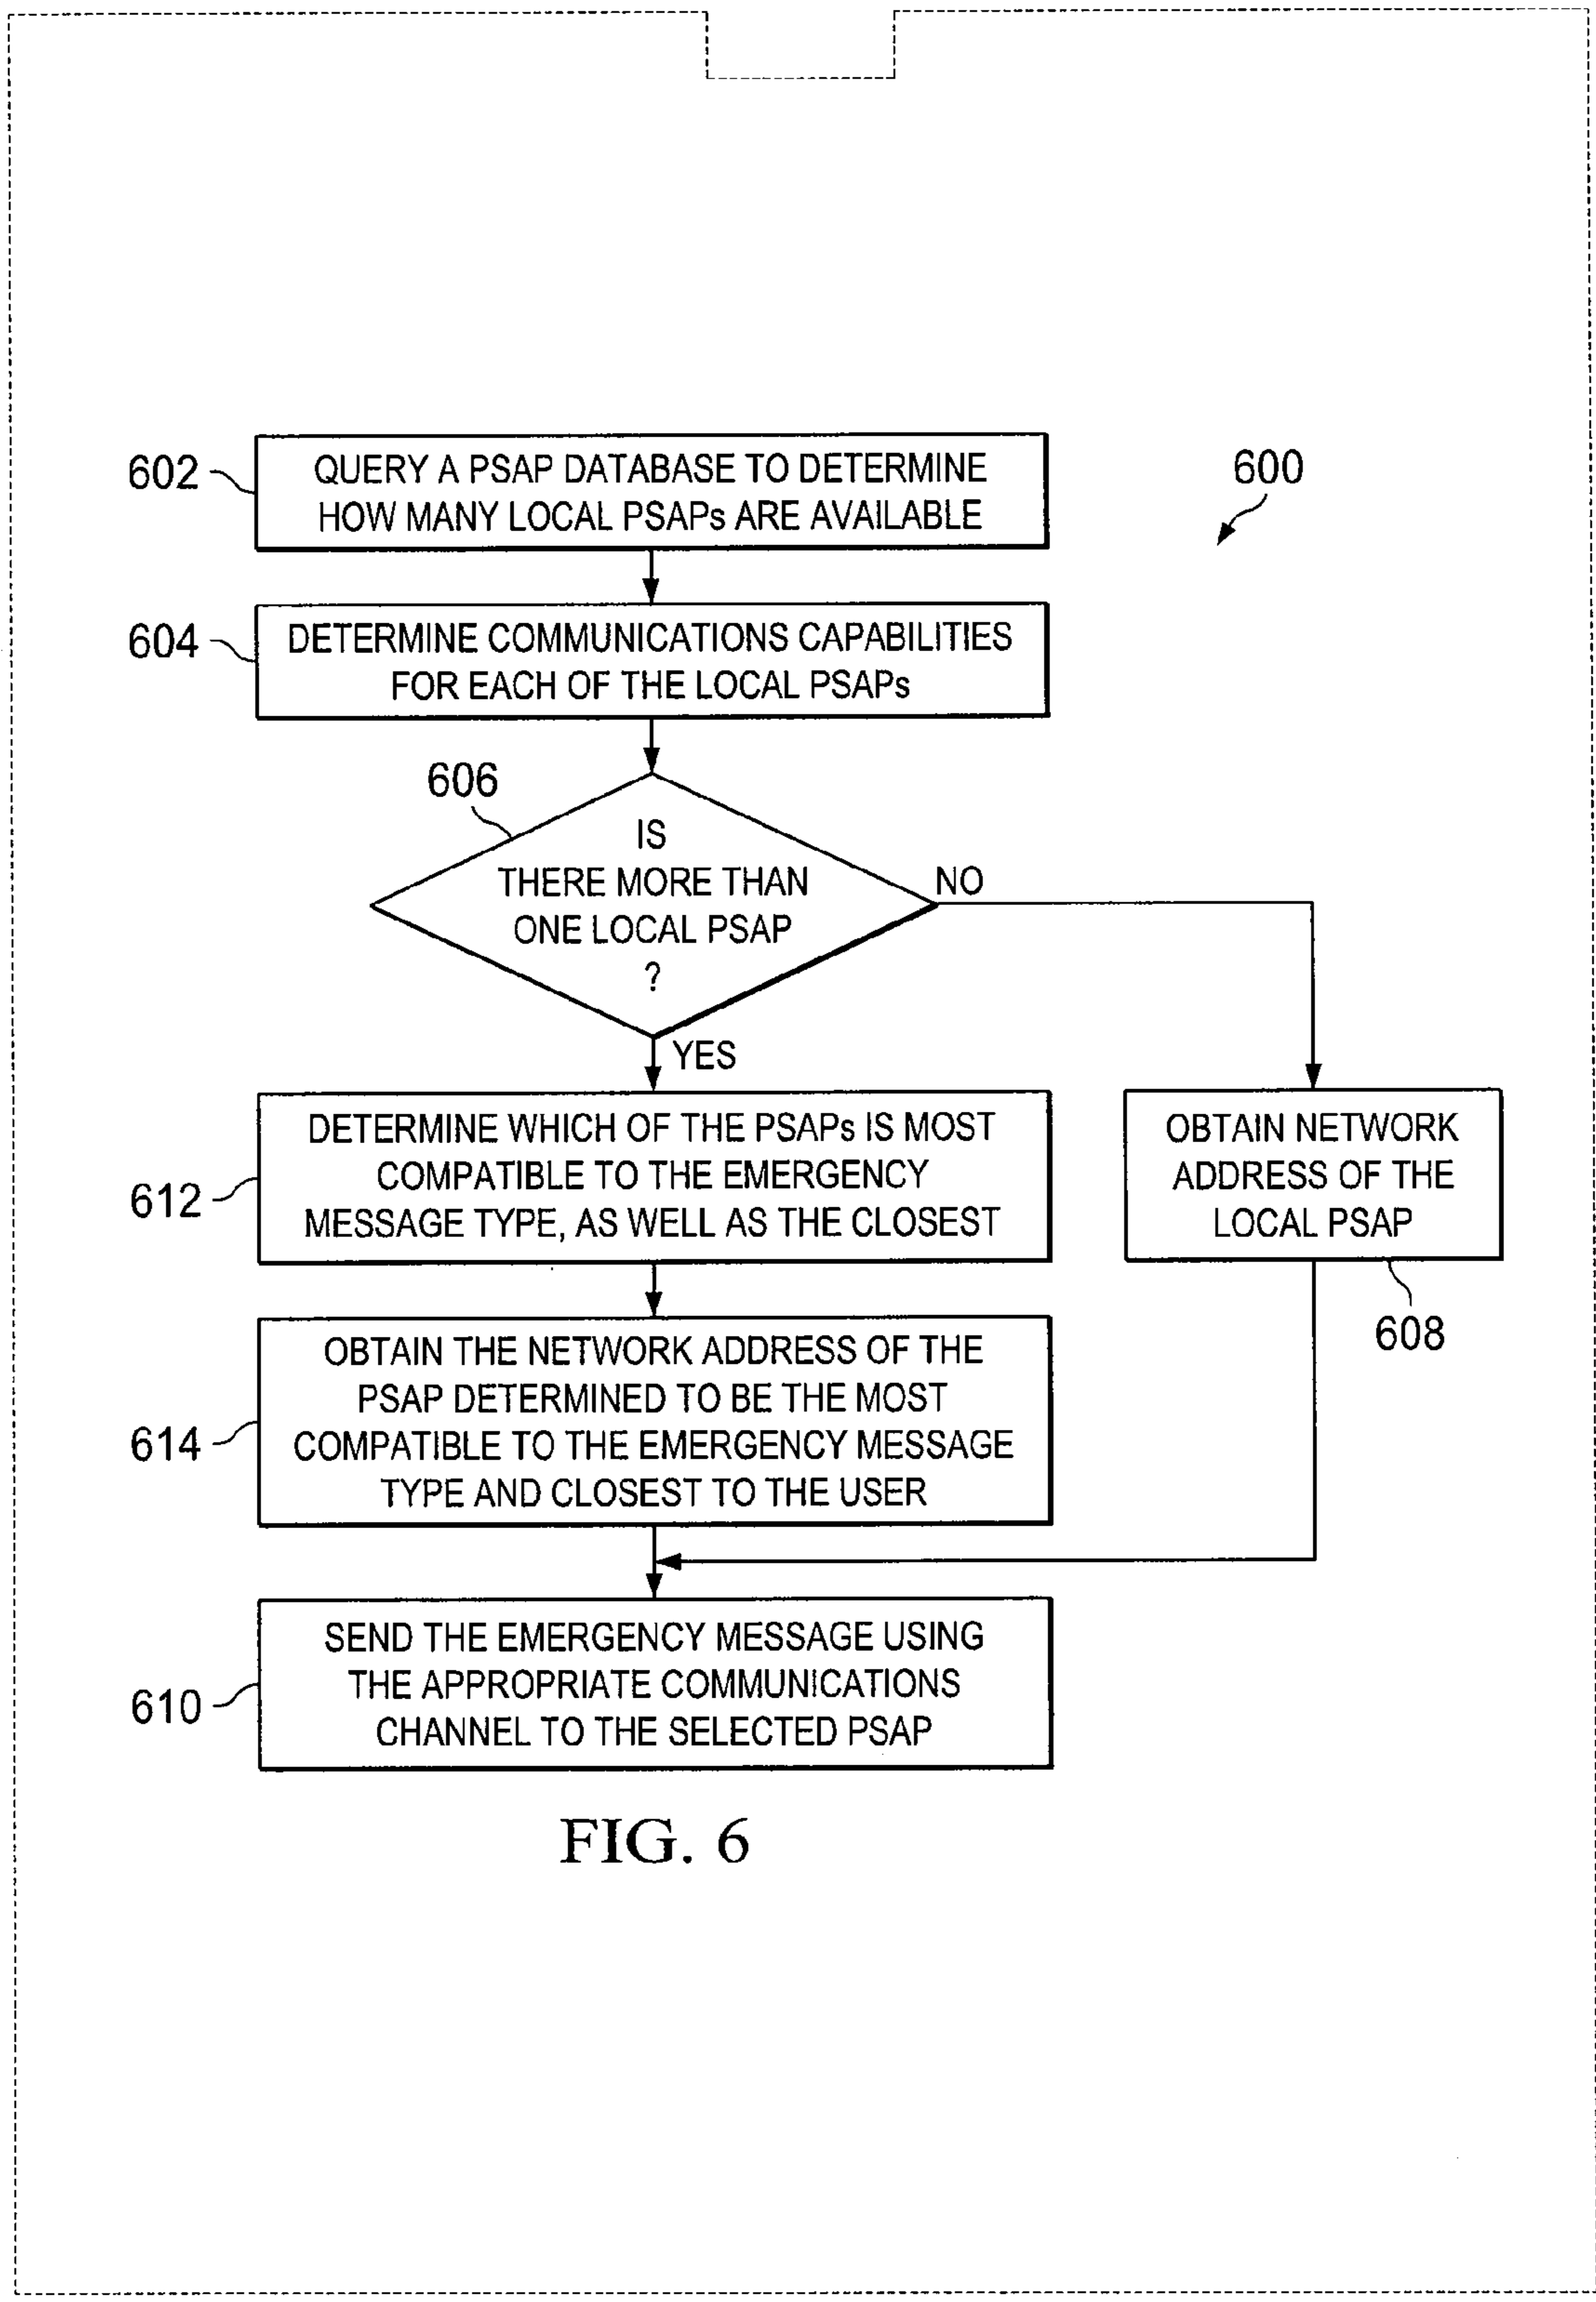 602
QUERY A PSAP DATABASE TO DETERMINE
HOW MANY LOCAL PSAPs ARE AVAILABLE
600
604
DETERMINE COMMUNICATIONS CAPABILITIES
FOR EACH OF THE LOCAL PSAPs
606
IS
THERE MORE THAN
ONE LOCAL PSAP
?
NO
YES
612
DETERMINE WHICH OF THE PSAPs IS MOST
COMPATIBLE TO THE EMERGENCY
MESSAGE TYPE, AS WELL AS THE CLOSEST
OBTAIN NETWORK
ADDRESS OF THE
LOCAL PSAP
608
614
OBTAIN THE NETWORK ADDRESS OF THE
PSAP DETERMINED TO BE THE MOST
COMPATIBLE TO THE EMERGENCY MESSAGE
TYPE AND CLOSEST TO THE USER
610
SEND THE EMERGENCY MESSAGE USING
THE APPROPRIATE COMMUNICATIONS
CHANNEL TO THE SELECTED PSAP
FIG. 6